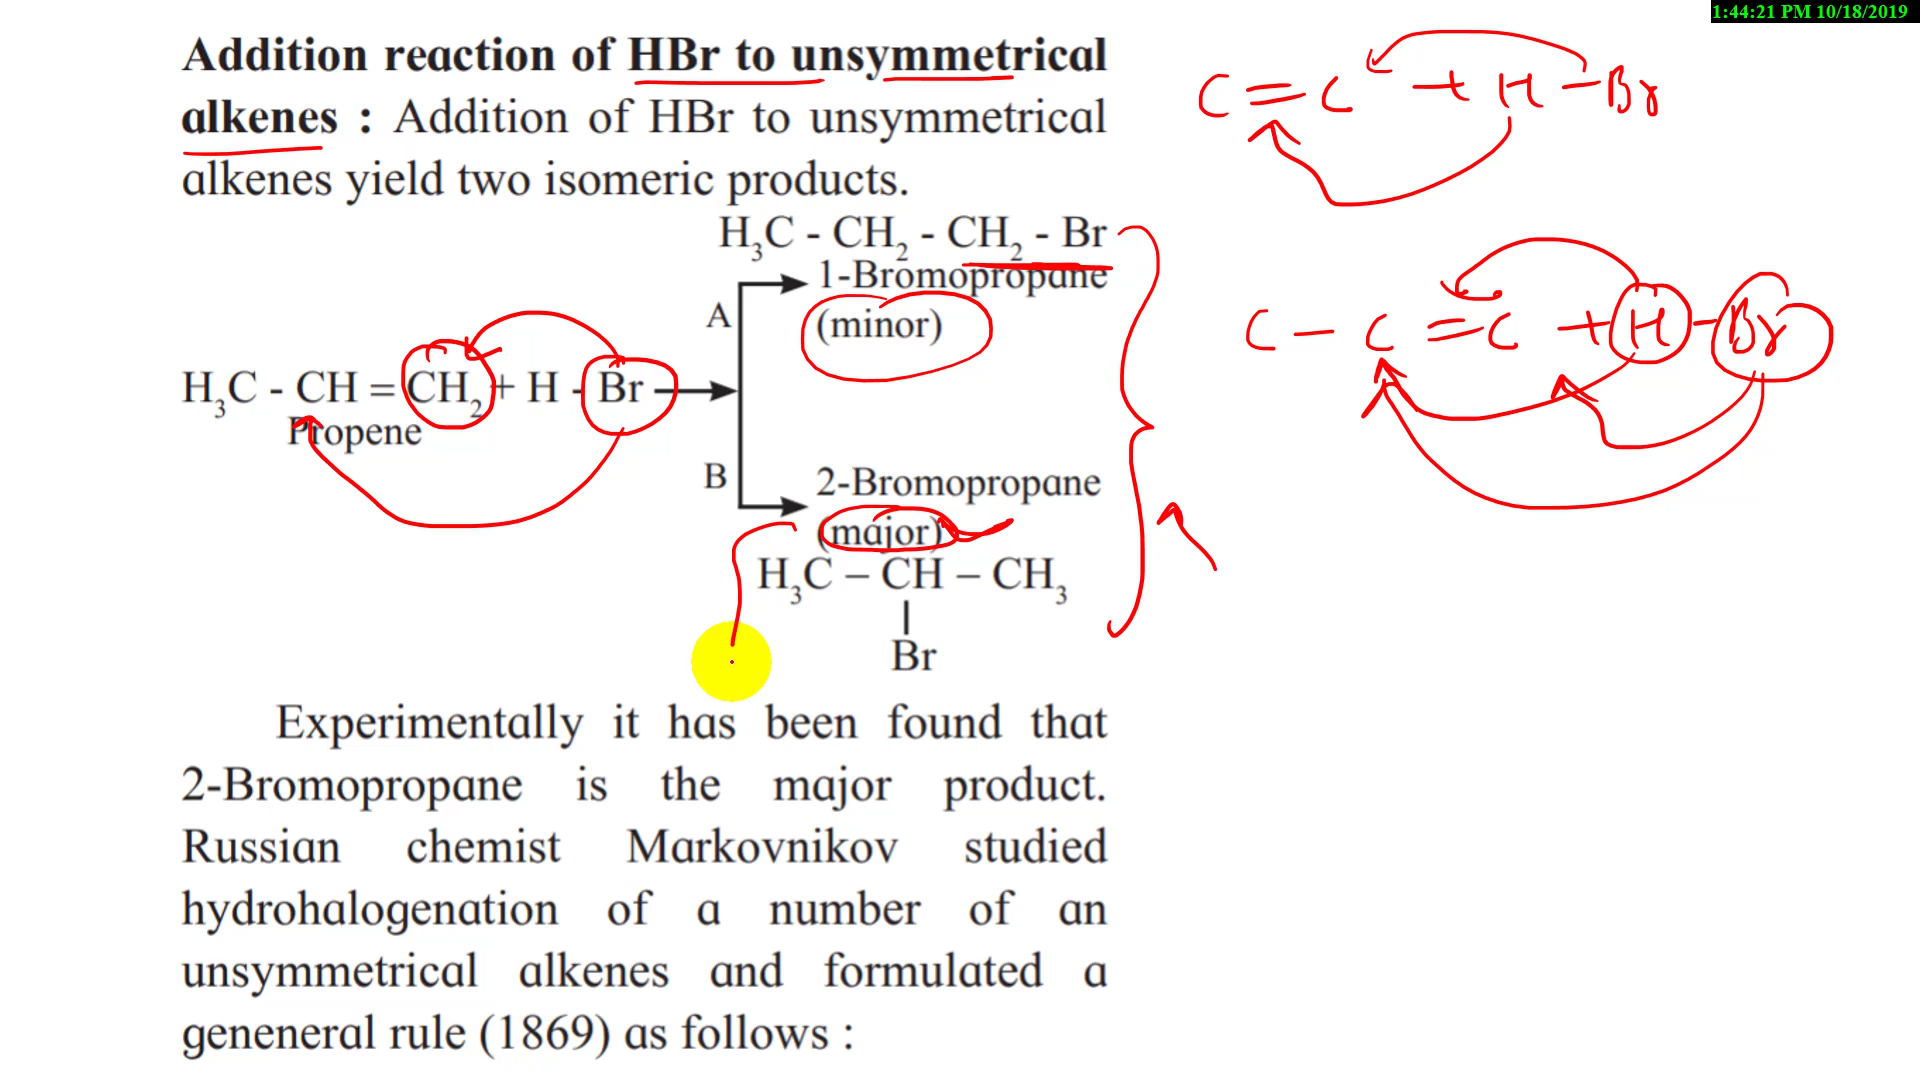 1:44:21 PM 10/18/2019
Addition reaction of HBr to unsymmetrical
alkenes : Addition of HBr to unsymmetrical
alkenes yield two isomeric products.
H₃C - CH₂ - CH₂ - Br
1-Bromopropane
(minor)
A
H₃C - CH = CH₂ + H - Br
Propene
B
2-Bromopropane
(major)
H₃C – CH – CH₃
|
Br
Experimentally it has been found that
2-Bromopropane is the major product.
Russian chemist Markovnikov studied
hydrohalogenation of a number of an
unsymmetrical alkenes and formulated a
geneneral rule (1869) as follows :
C = C + H - Br
C - C = C + H - Br